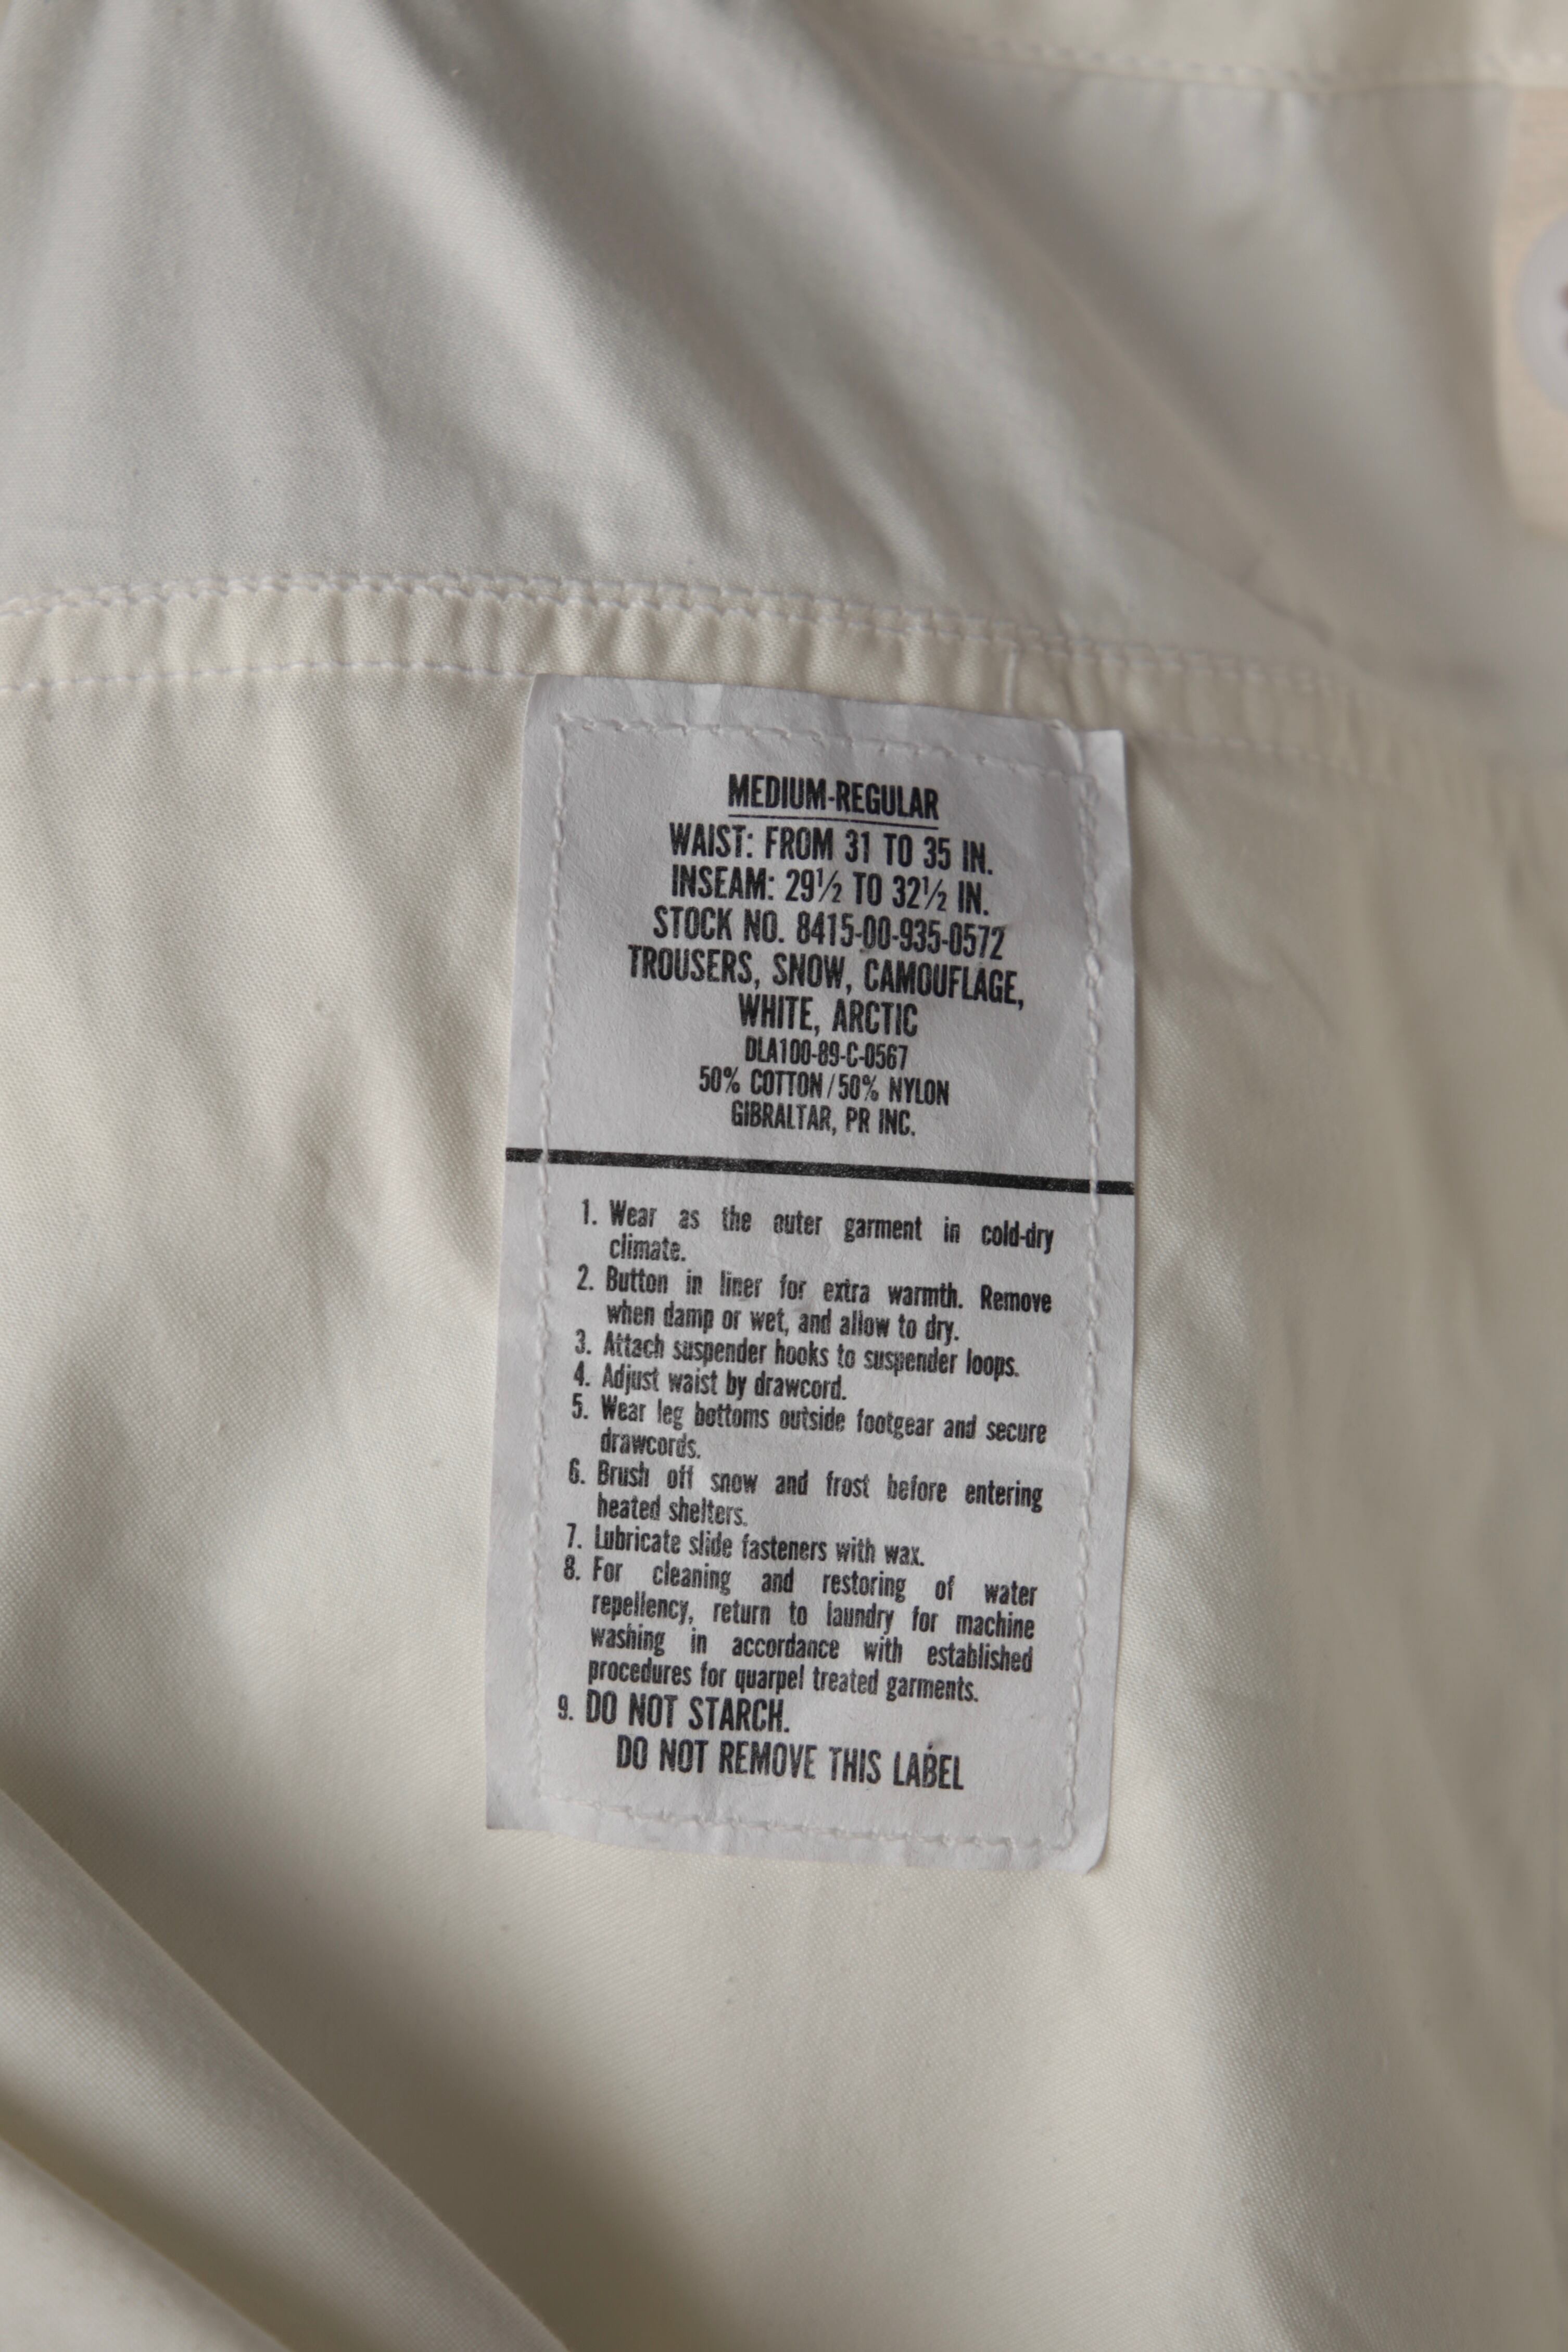 MEDIUM-REGULAR
WAIST: FROM 31 TO 35 IN.
INSEAM: 29½ TO 32½ IN.
STOCK NO. 8415-00-935-0572
TROUSERS, SNOW, CAMOUFLAGE,
WHITE, ARCTIC
DLA100-89-C-0567
50% COTTON/50% NYLON
GIBRALTAR, PR INC.
1. Wear as the outer garment in cold-dry
climate.
2. Button in liner for extra warmth. Remove
when damp or wet, and allow to dry.
3. Attach suspender hooks to suspender loops.
4. Adjust waist by drawcord.
5. Wear leg bottoms outside footgear and secure
drawcords.
6. Brush off snow and frost before entering
heated shelters.
7. Lubricate slide fasteners with wax.
8. For cleaning and restoring of water
repellency, return to laundry for machine
washing in accordance with established
procedures for quarpel treated garments.
9. DO NOT STARCH.
DO NOT REMOVE THIS LABEL